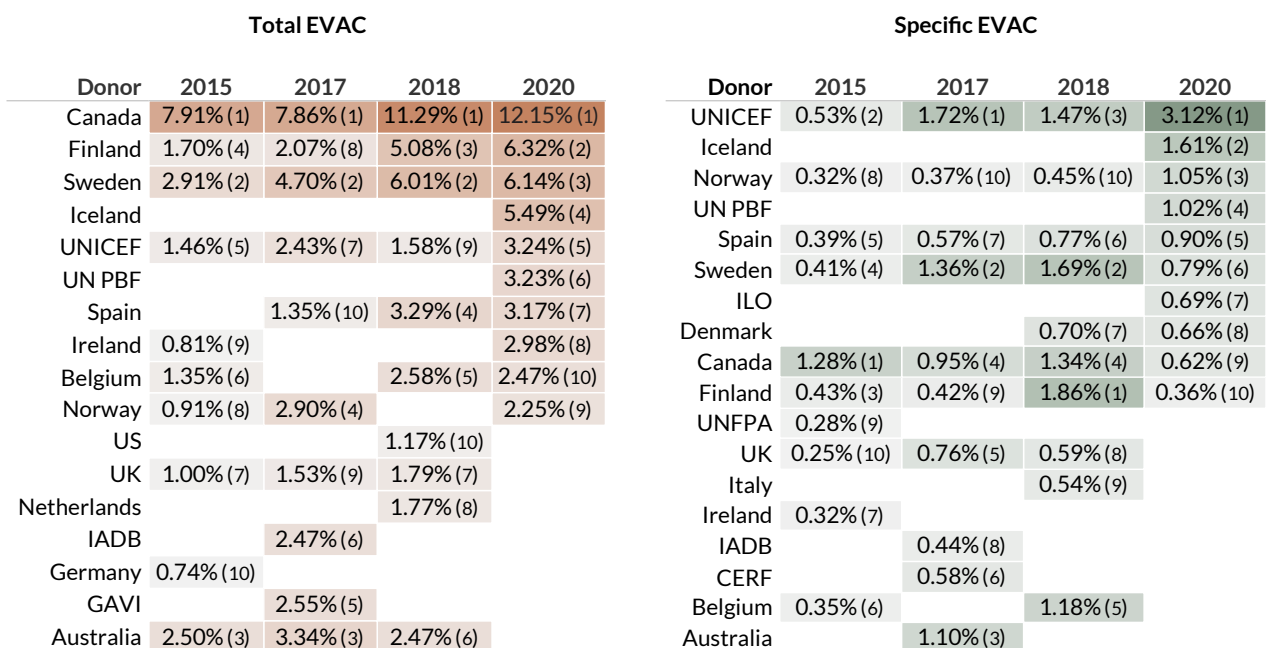 Total EVAC
Donor 2015 2017 2018 2020
Canada 7.91% (1) 7.86% (1) 11.29% (1) 12.15% (1)
Finland 1.70% (4) 2.07% (8) 5.08% (3) 6.32% (2)
Sweden 2.91% (2) 4.70% (2) 6.01% (2) 6.14% (3)
Iceland 5.49% (4)
UNICEF 1.46% (5) 2.43% (7) 1.58% (9) 3.24% (5)
UN PBF 3.23% (6)
Spain 1.35% (10) 3.29% (4) 3.17% (7)
Ireland 0.81% (9) 2.98% (8)
Belgium 1.35% (6) 2.58% (5) 2.47% (10)
Norway 0.91% (8) 2.90% (4) 2.25% (9)
US 1.17% (10)
UK 1.00% (7) 1.53% (9) 1.79% (7)
Netherlands 1.77% (8)
IADB 2.47% (6)
Germany 0.74% (10)
GAVI 2.55% (5)
Australia 2.50% (3) 3.34% (3) 2.47% (6)
Specific EVAC
Donor 2015 2017 2018 2020
UNICEF 0.53% (2) 1.72% (1) 1.47% (3) 3.12% (1)
Iceland 1.61% (2)
Norway 0.32% (8) 0.37% (10) 0.45% (10) 1.05% (3)
UN PBF 1.02% (4)
Spain 0.39% (5) 0.57% (7) 0.77% (6) 0.90% (5)
Sweden 0.41% (4) 1.36% (2) 1.69% (2) 0.79% (6)
ILO 0.69% (7)
Denmark 0.70% (7) 0.66% (8)
Canada 1.28% (1) 0.95% (4) 1.34% (4) 0.62% (9)
Finland 0.43% (3) 0.42% (9) 1.86% (1) 0.36% (10)
UNFPA 0.28% (9)
UK 0.25% (10) 0.76% (5) 0.59% (8)
Italy 0.54% (9)
Ireland 0.32% (7)
IADB 0.44% (8)
CERF 0.58% (6)
Belgium 0.35% (6) 1.18% (5)
Australia 1.10% (3)